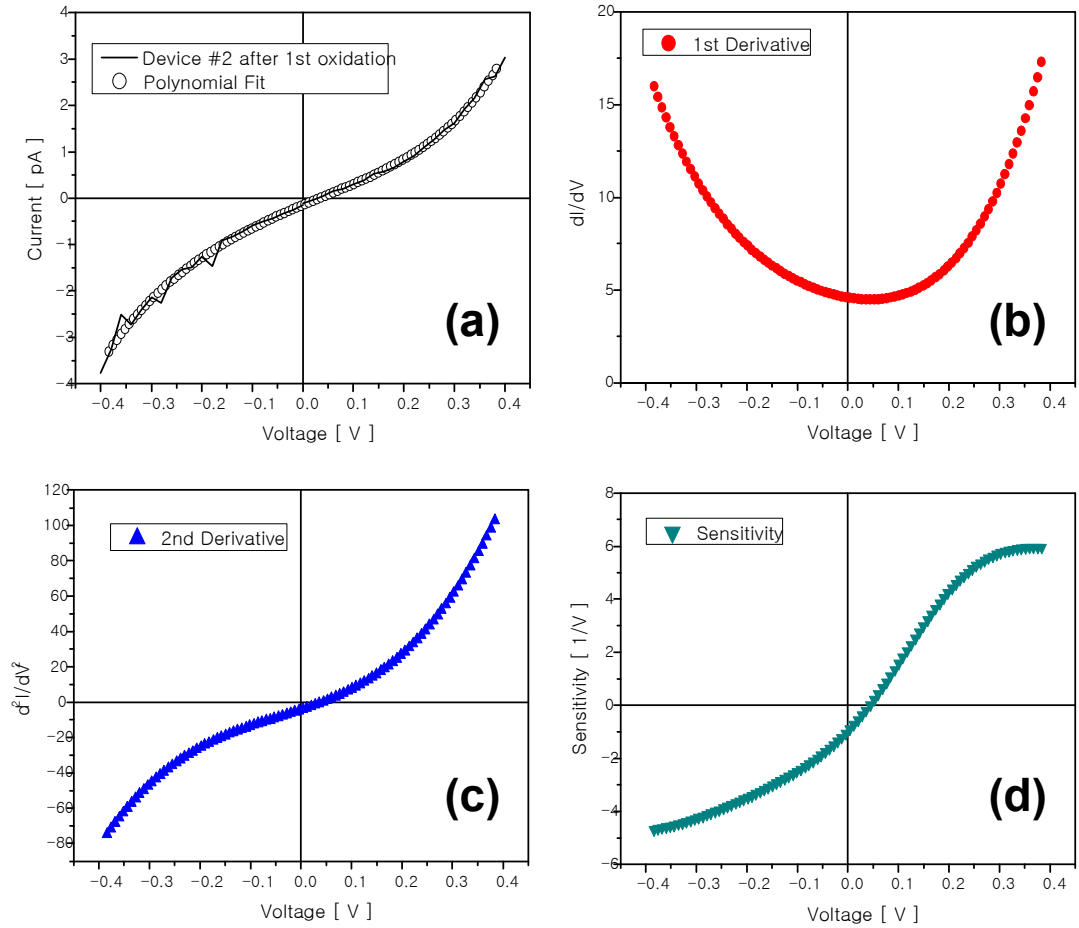 4
3
2
1
0
-1
-2
-3
-4
Current [ pA]
Device #2 after 1st oxidation
Polynomial Fit
(a)
-0.4 -0.2 0.0 0.1 0.2 0.3 0.4
Voltage [ V ]
20
15
10
5
0
dI/dV
1st Derivative
(b)
-0.4 -0.3 -0.2 -0.1 0.0 0.1 0.2 0.3 0.4
Voltage [ V ]
120
100
80
60
40
20
0
-20
-40
-60
-80
d²I/dV²
2nd Derivative
(c)
-0.4 -0.3 -0.2 -0.1 0.0 0.1 0.2 0.3 0.4
Voltage [ V ]
8
6
4
2
0
-2
-4
-6
Sensitivity [ 1/V]
Sensitivity
(d)
-0.4 -0.3 -0.2 -0.1 0.0 0.1 0.2 0.3 0.4
Voltage [ V ]